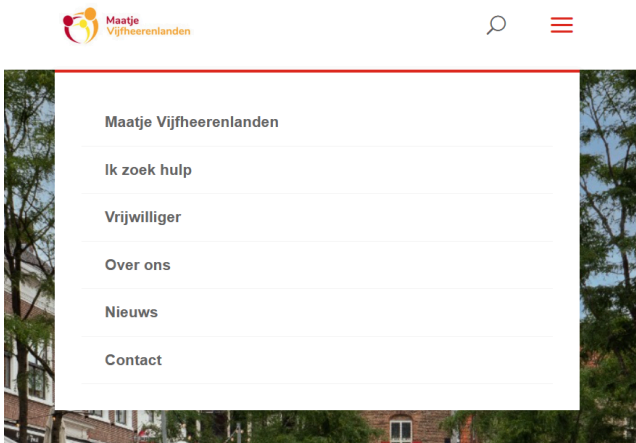 Maatje
Vijfheerenlanden
Maatje Vijfheerenlanden
Ik zoek hulp
Vrijwilliger
Over ons
Nieuws
Contact